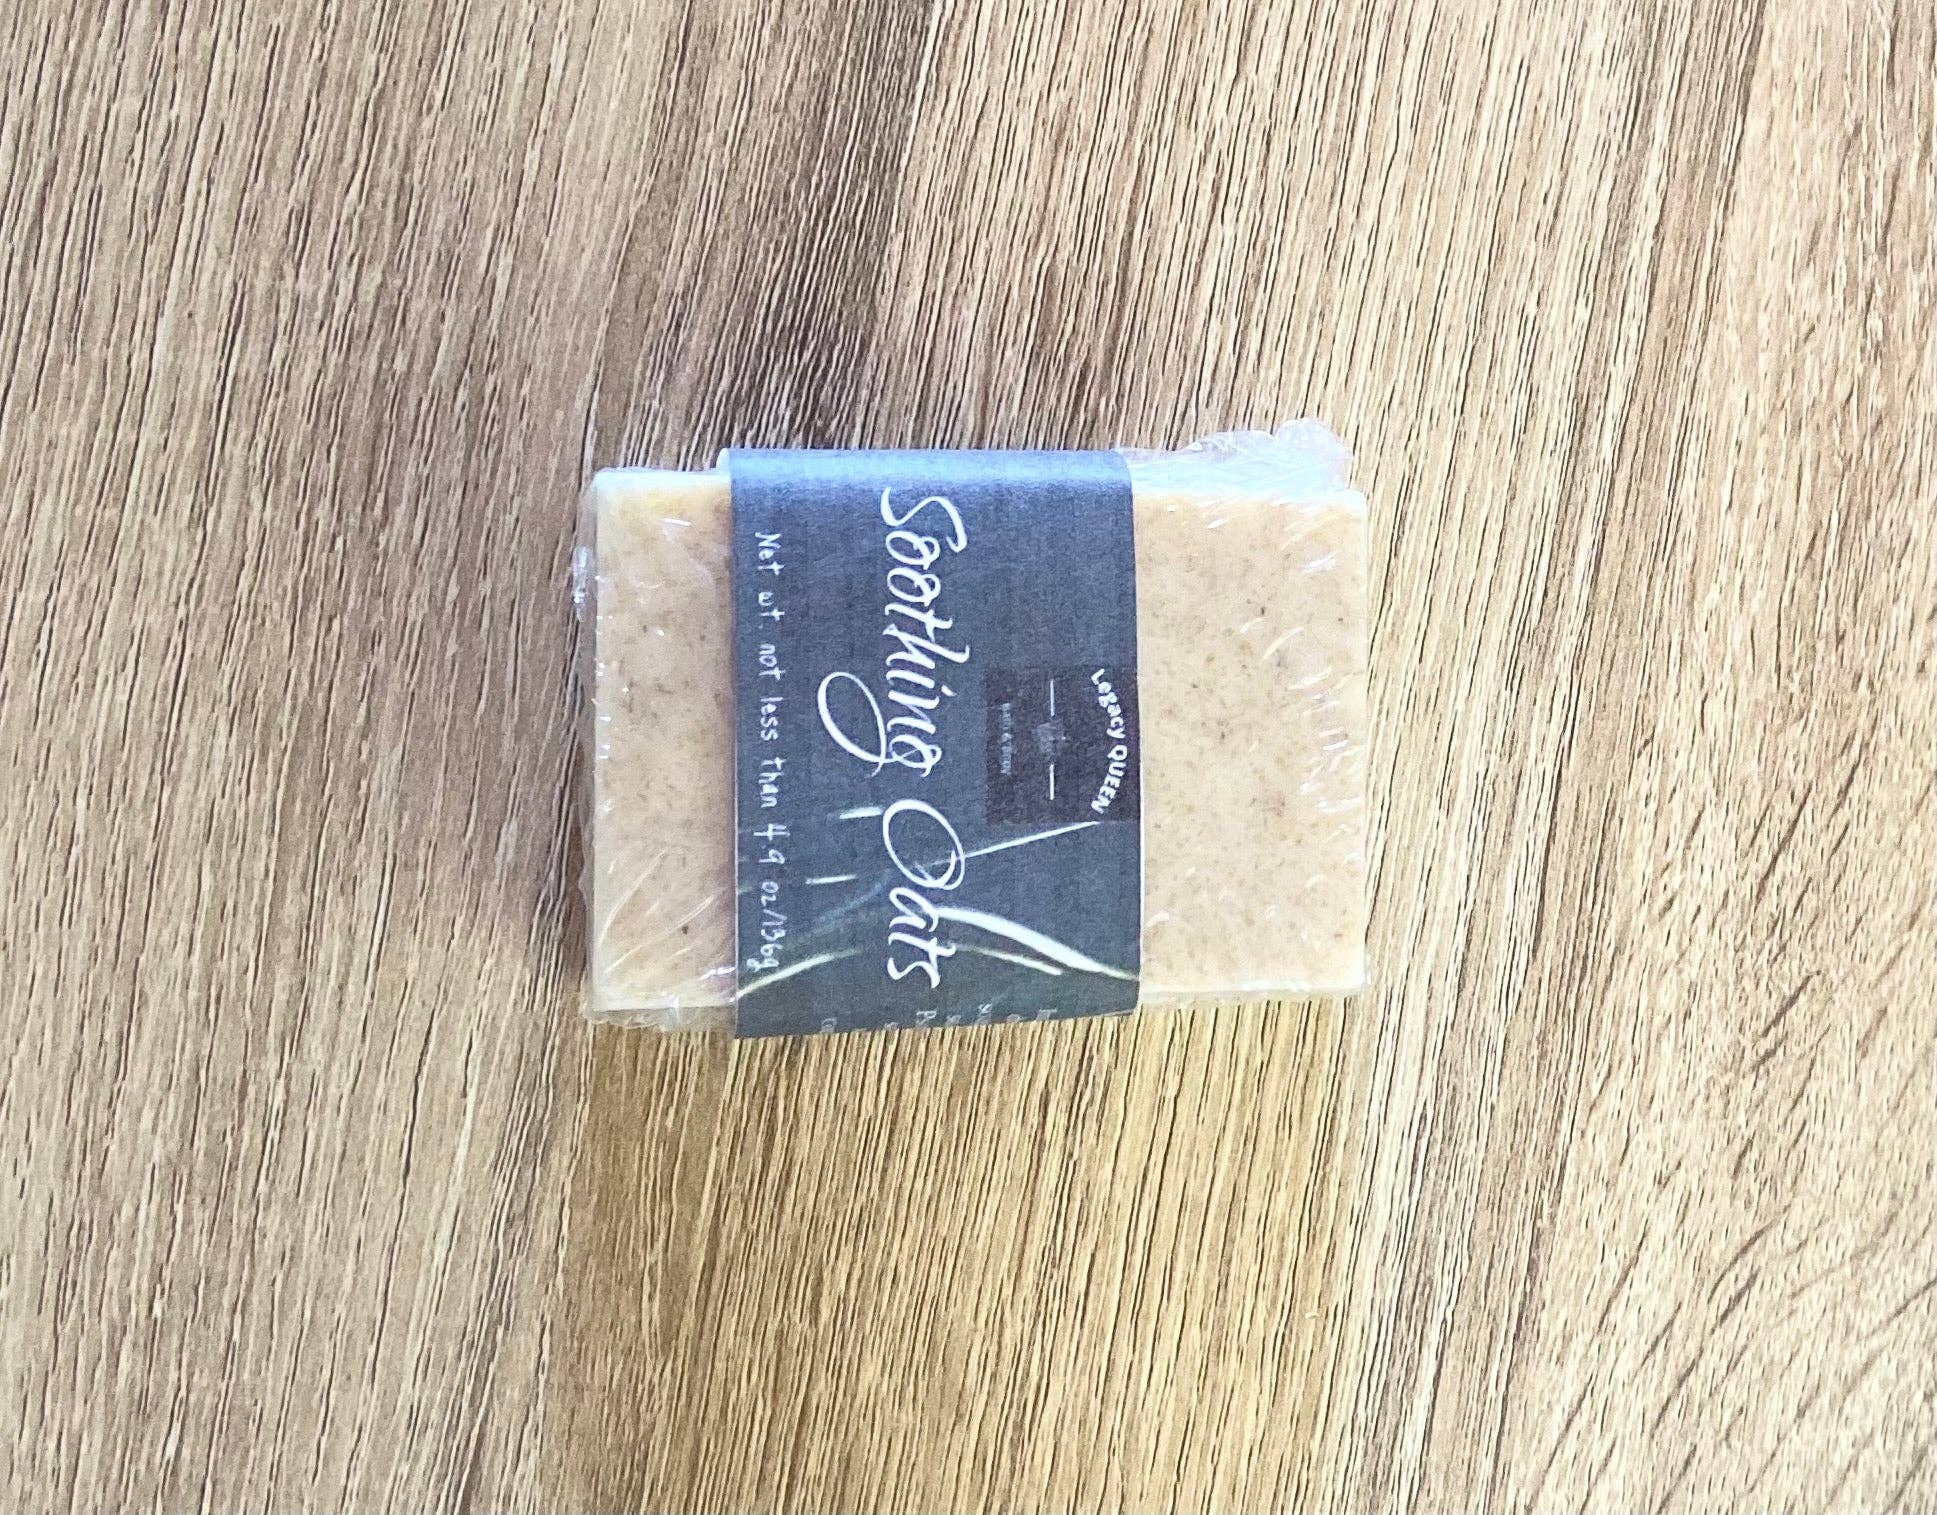 Legacy QUEEN
Soothing Oats
Net wt not less than 4.9 oz/136g